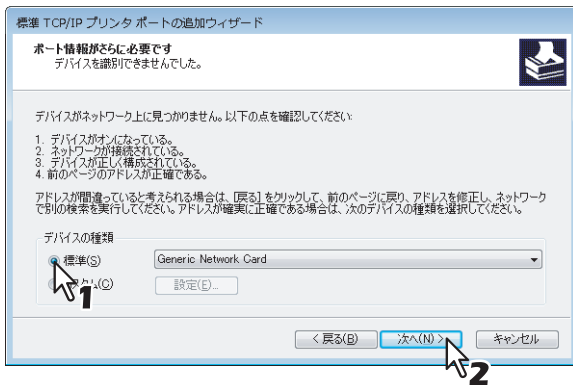 標準 TCP/IP プリンタ ポートの追加ウィザード
ポート情報がさらに必要です
デバイスを識別できませんでした。
デバイスがネットワーク上に見つかりません。以下の点を確認してください:
1. デバイスがオンになっている。
2. ネットワークが接続されている。
3. デバイスが正しく構成されている。
4. 前のページのアドレスが正確である。
アドレスが間違っていると考えられる場合は、[戻る] をクリックして、前のページに戻り、アドレスを修正し、ネットワーク
で別の検索を実行してください。アドレスが確実に正確である場合は、次のデバイスの種類を選択してください。
デバイスの種類
標準(S) Generic Network Card
(C) 設定(E)...
1
< 戻る(B) 次へ(N) > キャンセル
2